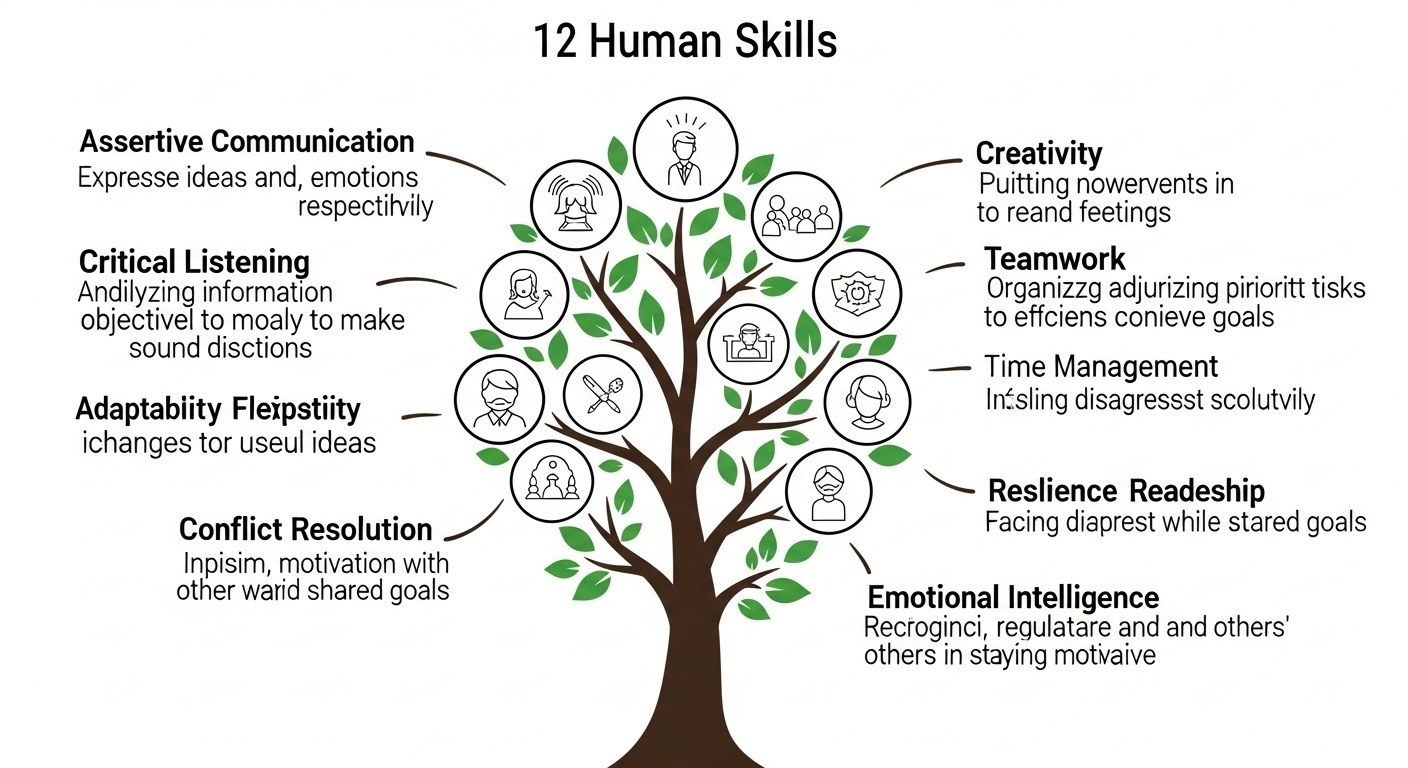 12 Human Skills
Assertive Communication
Expresse ideas and, emotions
respectifvily
Critical Listening
Andilyzing information
objectivel to moaly to make
sound disctions
Adaptabiity Fleipstiity
ichanges tor useul ideas
Conflict Resolution
Inpisim, motivation with
other warid shared goals
Creativity
Puitting nowervents in
to reand feetings
Teamwork
Organizzg adjurizing pirioritt tisks
to effciens conieve goals
Time Management
disagressst scolutvily
Reslience Readeship
Facing diaprest while stared goals
Emotional Intelligence
Recroginci, regulatare and and others'
others in staying motivaive